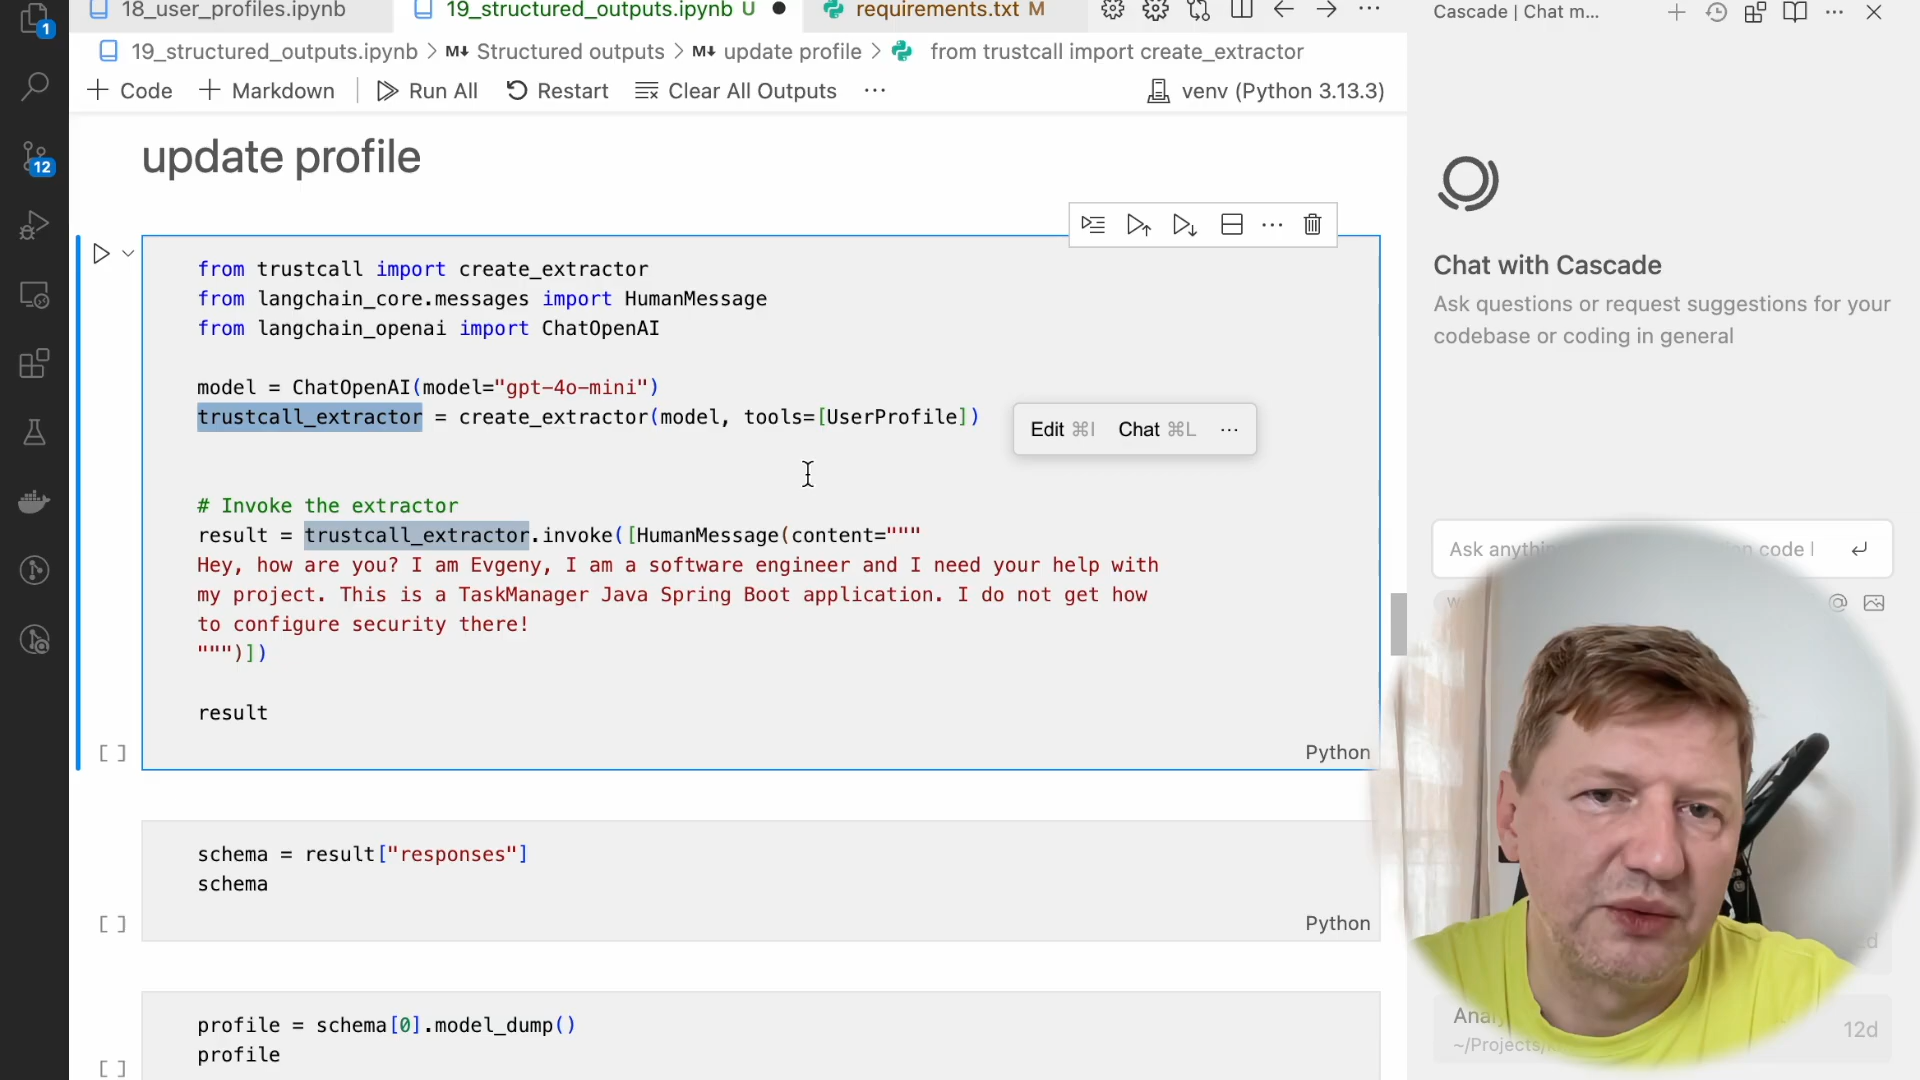 18_user_profiles.ipynb
19_structured_outputs.ipynb U
requirements.txt M
Cascade | Chat m...
19_structured_outputs.ipynb > M↓ Structured outputs > M↓ update profile > from trustcall import create_extractor
+ Code + Markdown Run All Restart Clear All Outputs ... venv (Python 3.13.3)
1
12
update profile
from trustcall import create_extractor
from langchain_core.messages import HumanMessage
from langchain_openai import ChatOpenAI
model = ChatOpenAI(model="gpt-4o-mini")
trustcall_extractor = create_extractor(model, tools=[UserProfile])
Edit ⌘I Chat ⌘L ...
# Invoke the extractor
result = trustcall_extractor.invoke([HumanMessage(content="""
Hey, how are you? I am Evgeny, I am a software engineer and I need your help with
my project. This is a TaskManager Java Spring Boot application. I do not get how
to configure security there!
""")])
result
[ ]
Python
schema = result["responses"]
schema
[ ]
Python
profile = schema[0].model_dump()
profile
[ ]
Chat with Cascade
Ask questions or request suggestions for your
codebase or coding in general
Ask
code
12d
~/Projects/